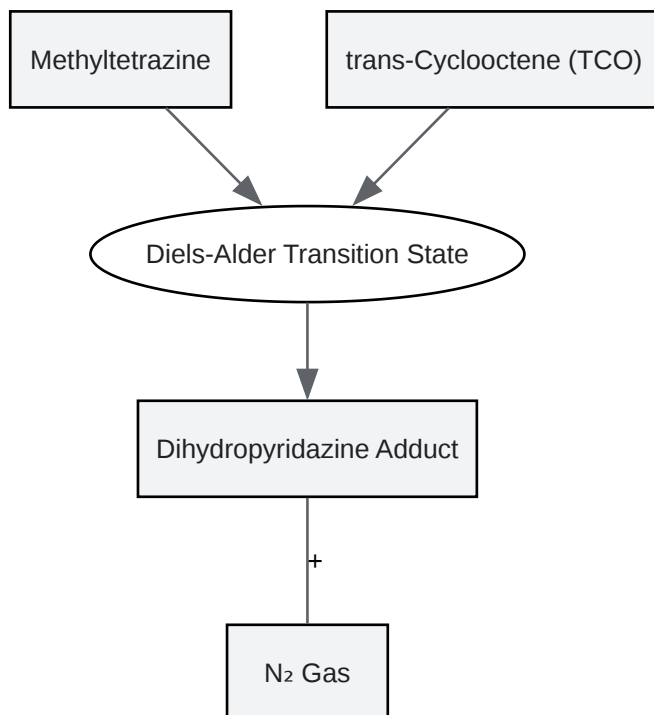 Methyltetrazine
trans-Cyclooctene (TCO)
Diels-Alder Transition State
Dihydropyridazine Adduct
+
N₂ Gas